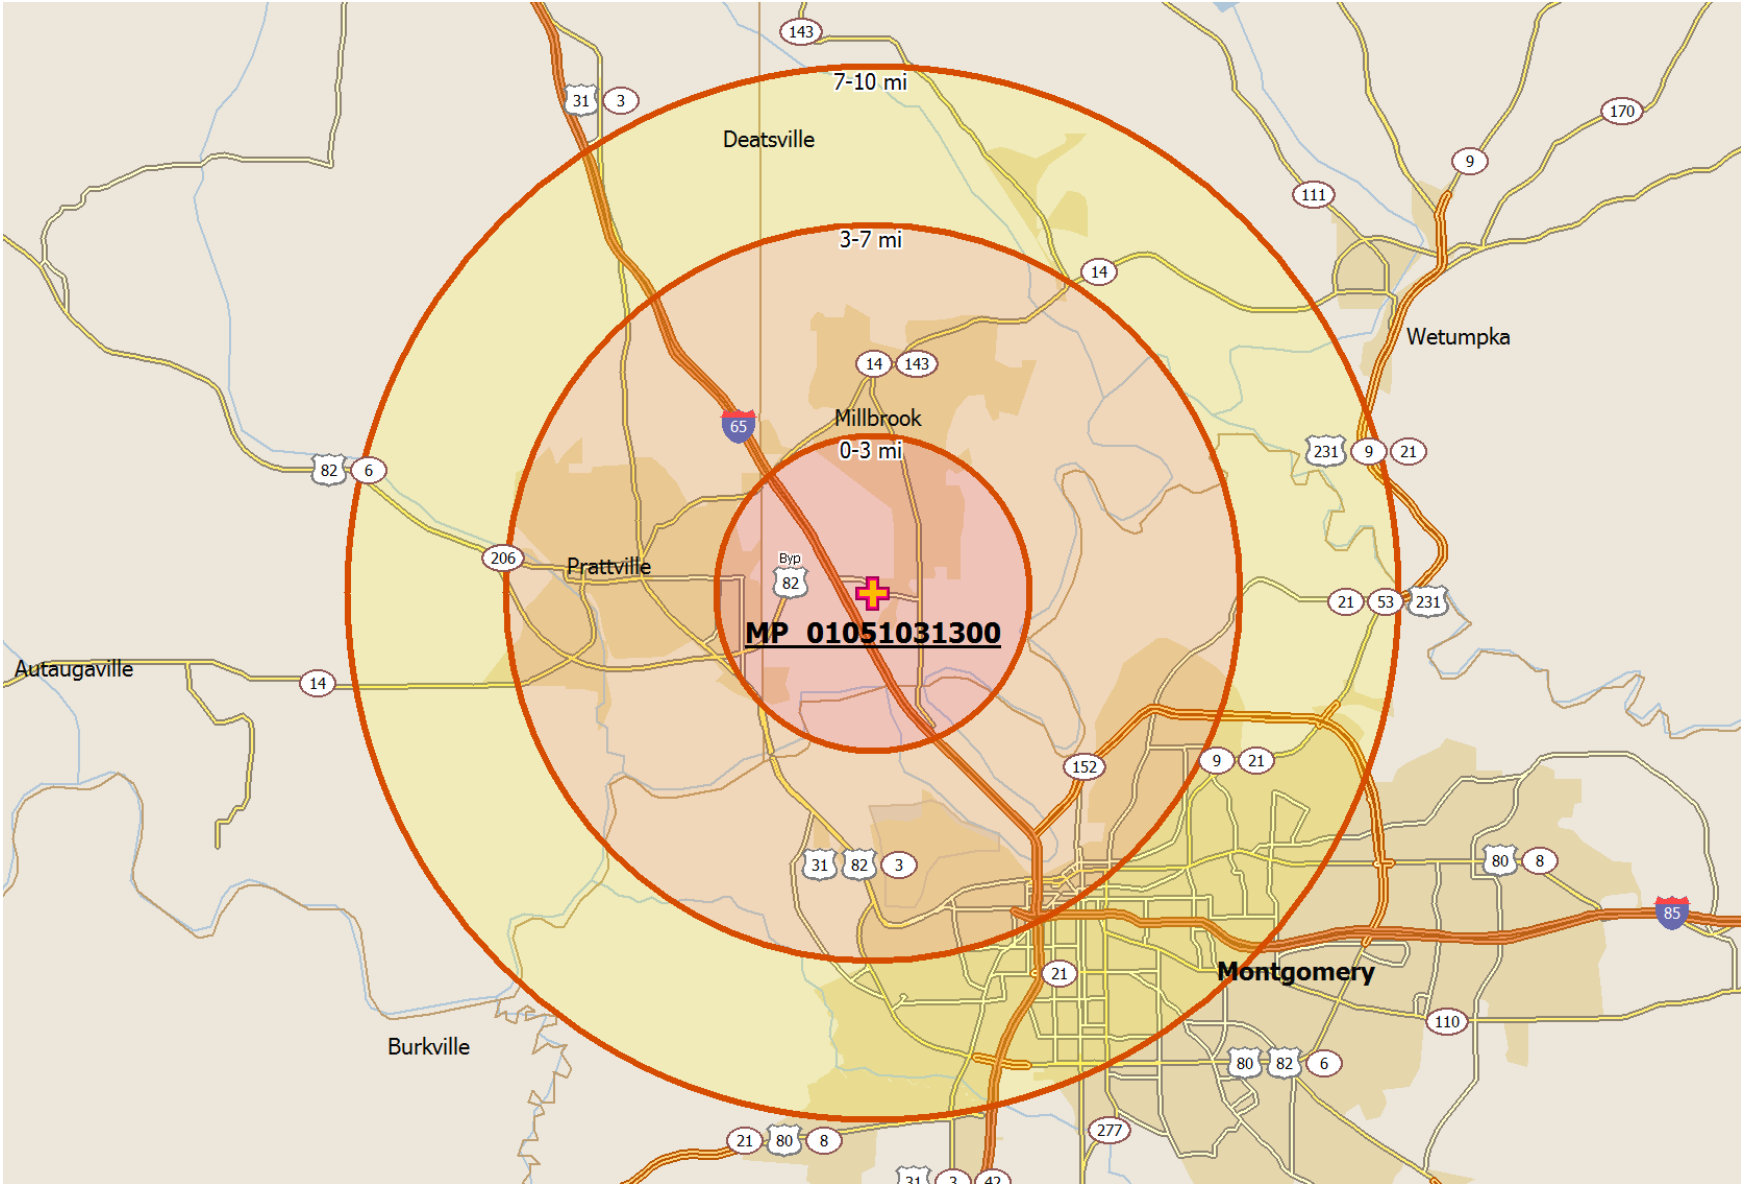 143
7-10 mi
31 3
170
Deatsville
9
111
3-7 mi
14
Wetumpka
14 143
Millbrook
65
0-3 mi
231 9 21
82 6
206
Prattville
Byp
82
21 53 231
MP 01051031300
Autaugaville
14
9 21
152
31 82 3
80 8
85
21
Montgomery
110
Burkville
80 82 6
277
21 80 8
31 3 42